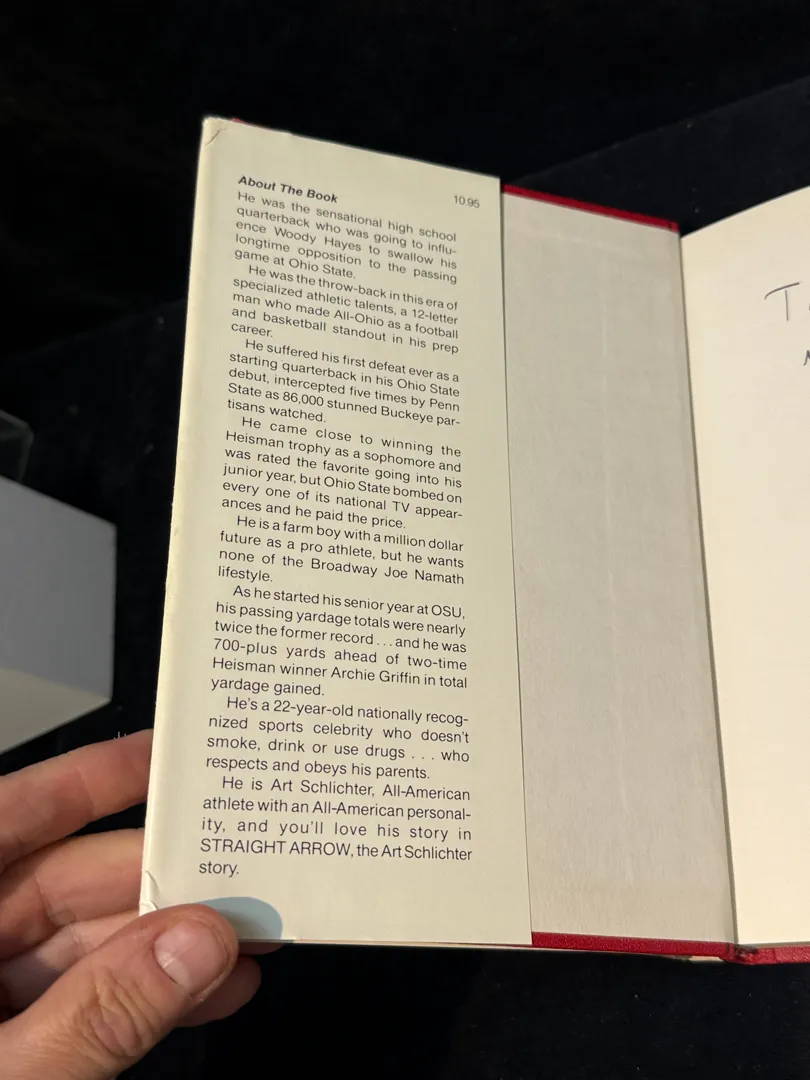 About The Book 10.95
He was the sensational high school
quarterback who was going to influ-
ence Woody Hayes to swallow his
longtime opposition to the passing
game at Ohio State.
He was the throw-back in this era of
specialized athletic talents, a 12-letter
man who made All-Ohio as a football
and basketball standout in his prep
career.
He suffered his first defeat ever as a
starting quarterback in his Ohio State
debut, intercepted five times by Penn
State as 86,000 stunned Buckeye par-
tisans watched.
He came close to winning the
Heisman trophy as a sophomore and
was rated the favorite going into his
junior year, but Ohio State bombed on
every one of its national TV appear-
ances and he paid the price.
He is a farm boy with a million dollar
future as a pro athlete, but he wants
none of the Broadway Joe Namath
lifestyle.
As he started his senior year at OSU,
his passing yardage totals were nearly
twice the former record . . . and he was
700-plus yards ahead of two-time
Heisman winner Archie Griffin in total
yardage gained.
He's a 22-year-old nationally recog-
nized sports celebrity who doesn't
smoke, drink or use drugs . . . who
respects and obeys his parents.
He is Art Schlichter, All-American
athlete with an All-American personal-
ity, and you'll love his story in
STRAIGHT ARROW, the Art Schlichter
story.